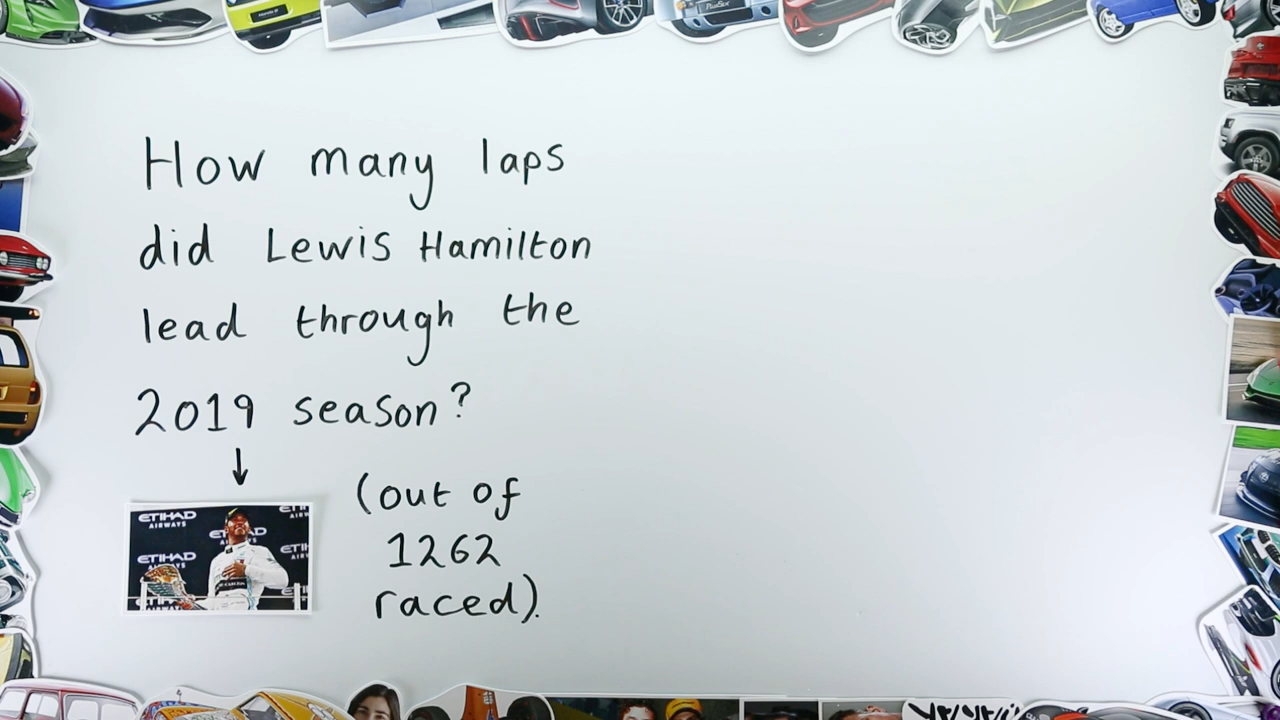 How many laps
did Lewis Hamilton
lead through the
2019 season?
(out of
1262
raced).
ETIHAD
AIRWAYS
ETIHAD
AIRWAYS